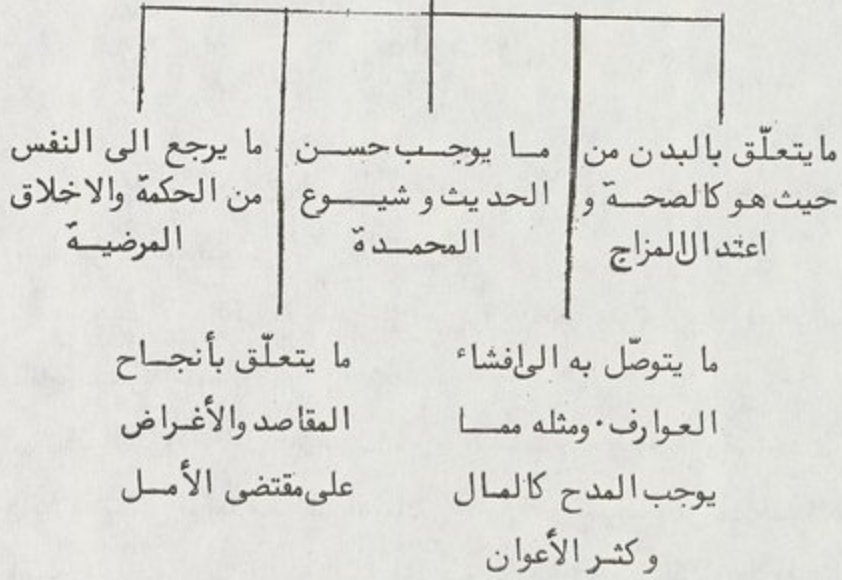 ما يتعلّق بالبدن من
حيث هو كالصحة و
اعتدال المزاج
ما يتوصّل به الى افشاء
العوارف. ومثله ممـا
يوجب المدح كالمال
وكثر الأعوان
ما يوجب حسن
الحديث و شيوع
المحمدة
ما يتعلّق بأنجاح
المقاصد والأغراض
على مقتضى الأمل
ما يرجع الى النفس
من الحكمة والاخلاق
المرضية